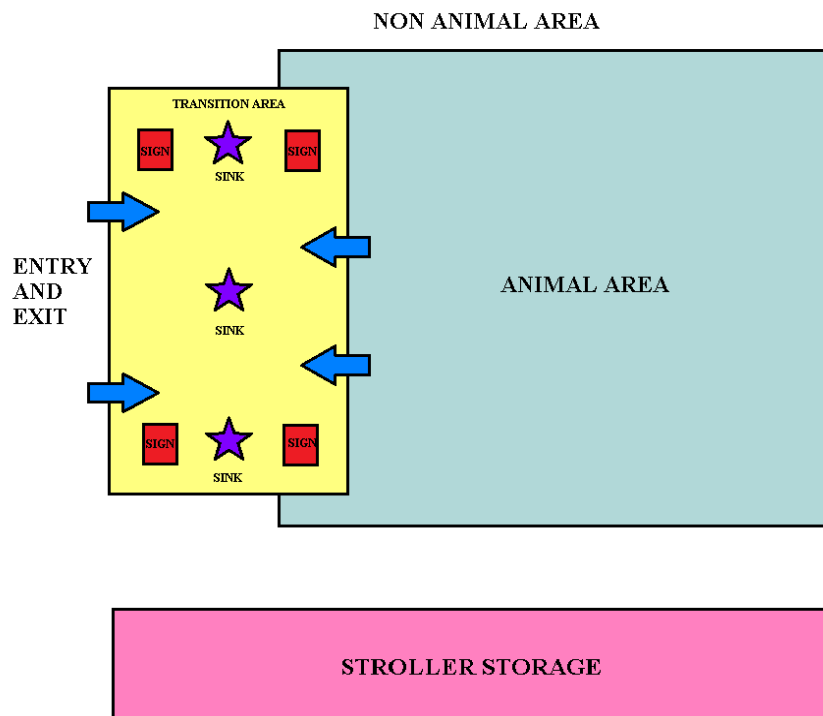 NON ANIMAL AREA
TRANSITION AREA
SIGN
SIGN
SINK
ENTRY
AND
EXIT
ANIMAL AREA
SINK
SIGN
SIGN
SINK
STROLLER STORAGE